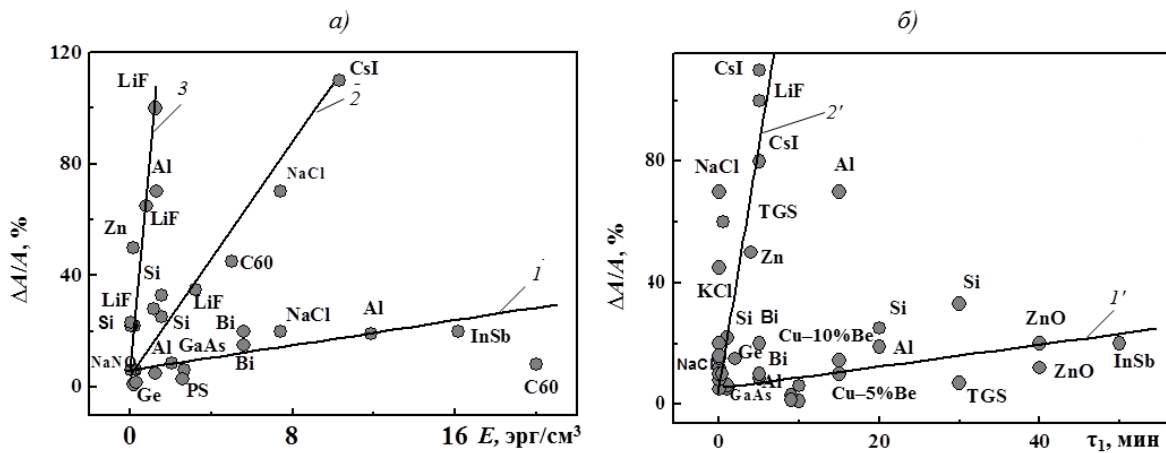 а)
120
80
40
0
ΔA/A, %
LiF
3
CsI
2
Al
NaCl
LiF
Zn
C60
Si
LiF
LiF
1
Si
Si
Bi
NaCl
Al
Al
GaAs
InSb
Bi
NaNO
C60
Ge
PS
0
8
16
E, эрг/см³
б)
80
40
0
ΔA/A, %
CsI
LiF
2'
CsI
NaCl
Al
TGS
Zn
KCl
Si
Si
Si
Bi
ZnO
1'
Cu–10%Be
Ge
Bi
Al
InSb
ZnO
Al
GaAs
Cu–5%Be
TGS
0
20
40
τ₁, мин